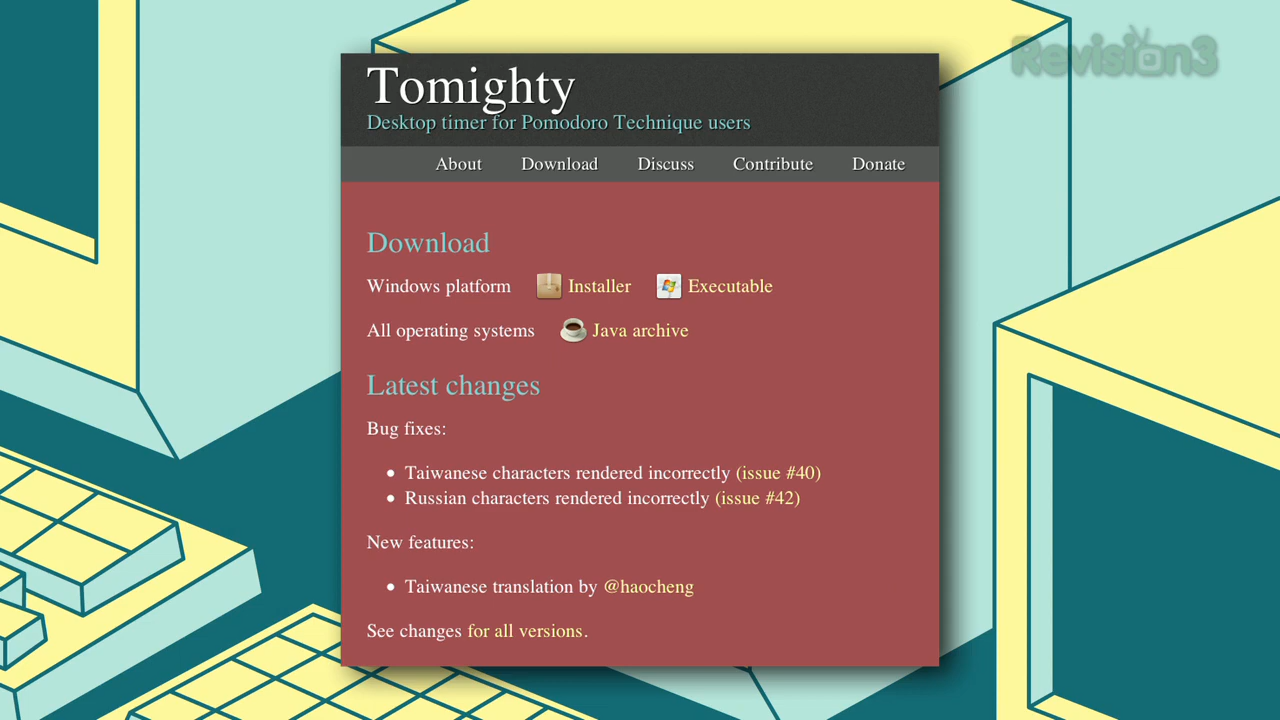 Revision3
Tomighty
Desktop timer for Pomodoro Technique users
About Download Discuss Contribute Donate
Download
Windows platform Installer Executable
All operating systems Java archive
Latest changes
Bug fixes:
• Taiwanese characters rendered incorrectly (issue #40)
• Russian characters rendered incorrectly (issue #42)
New features:
• Taiwanese translation by @haocheng
See changes for all versions.